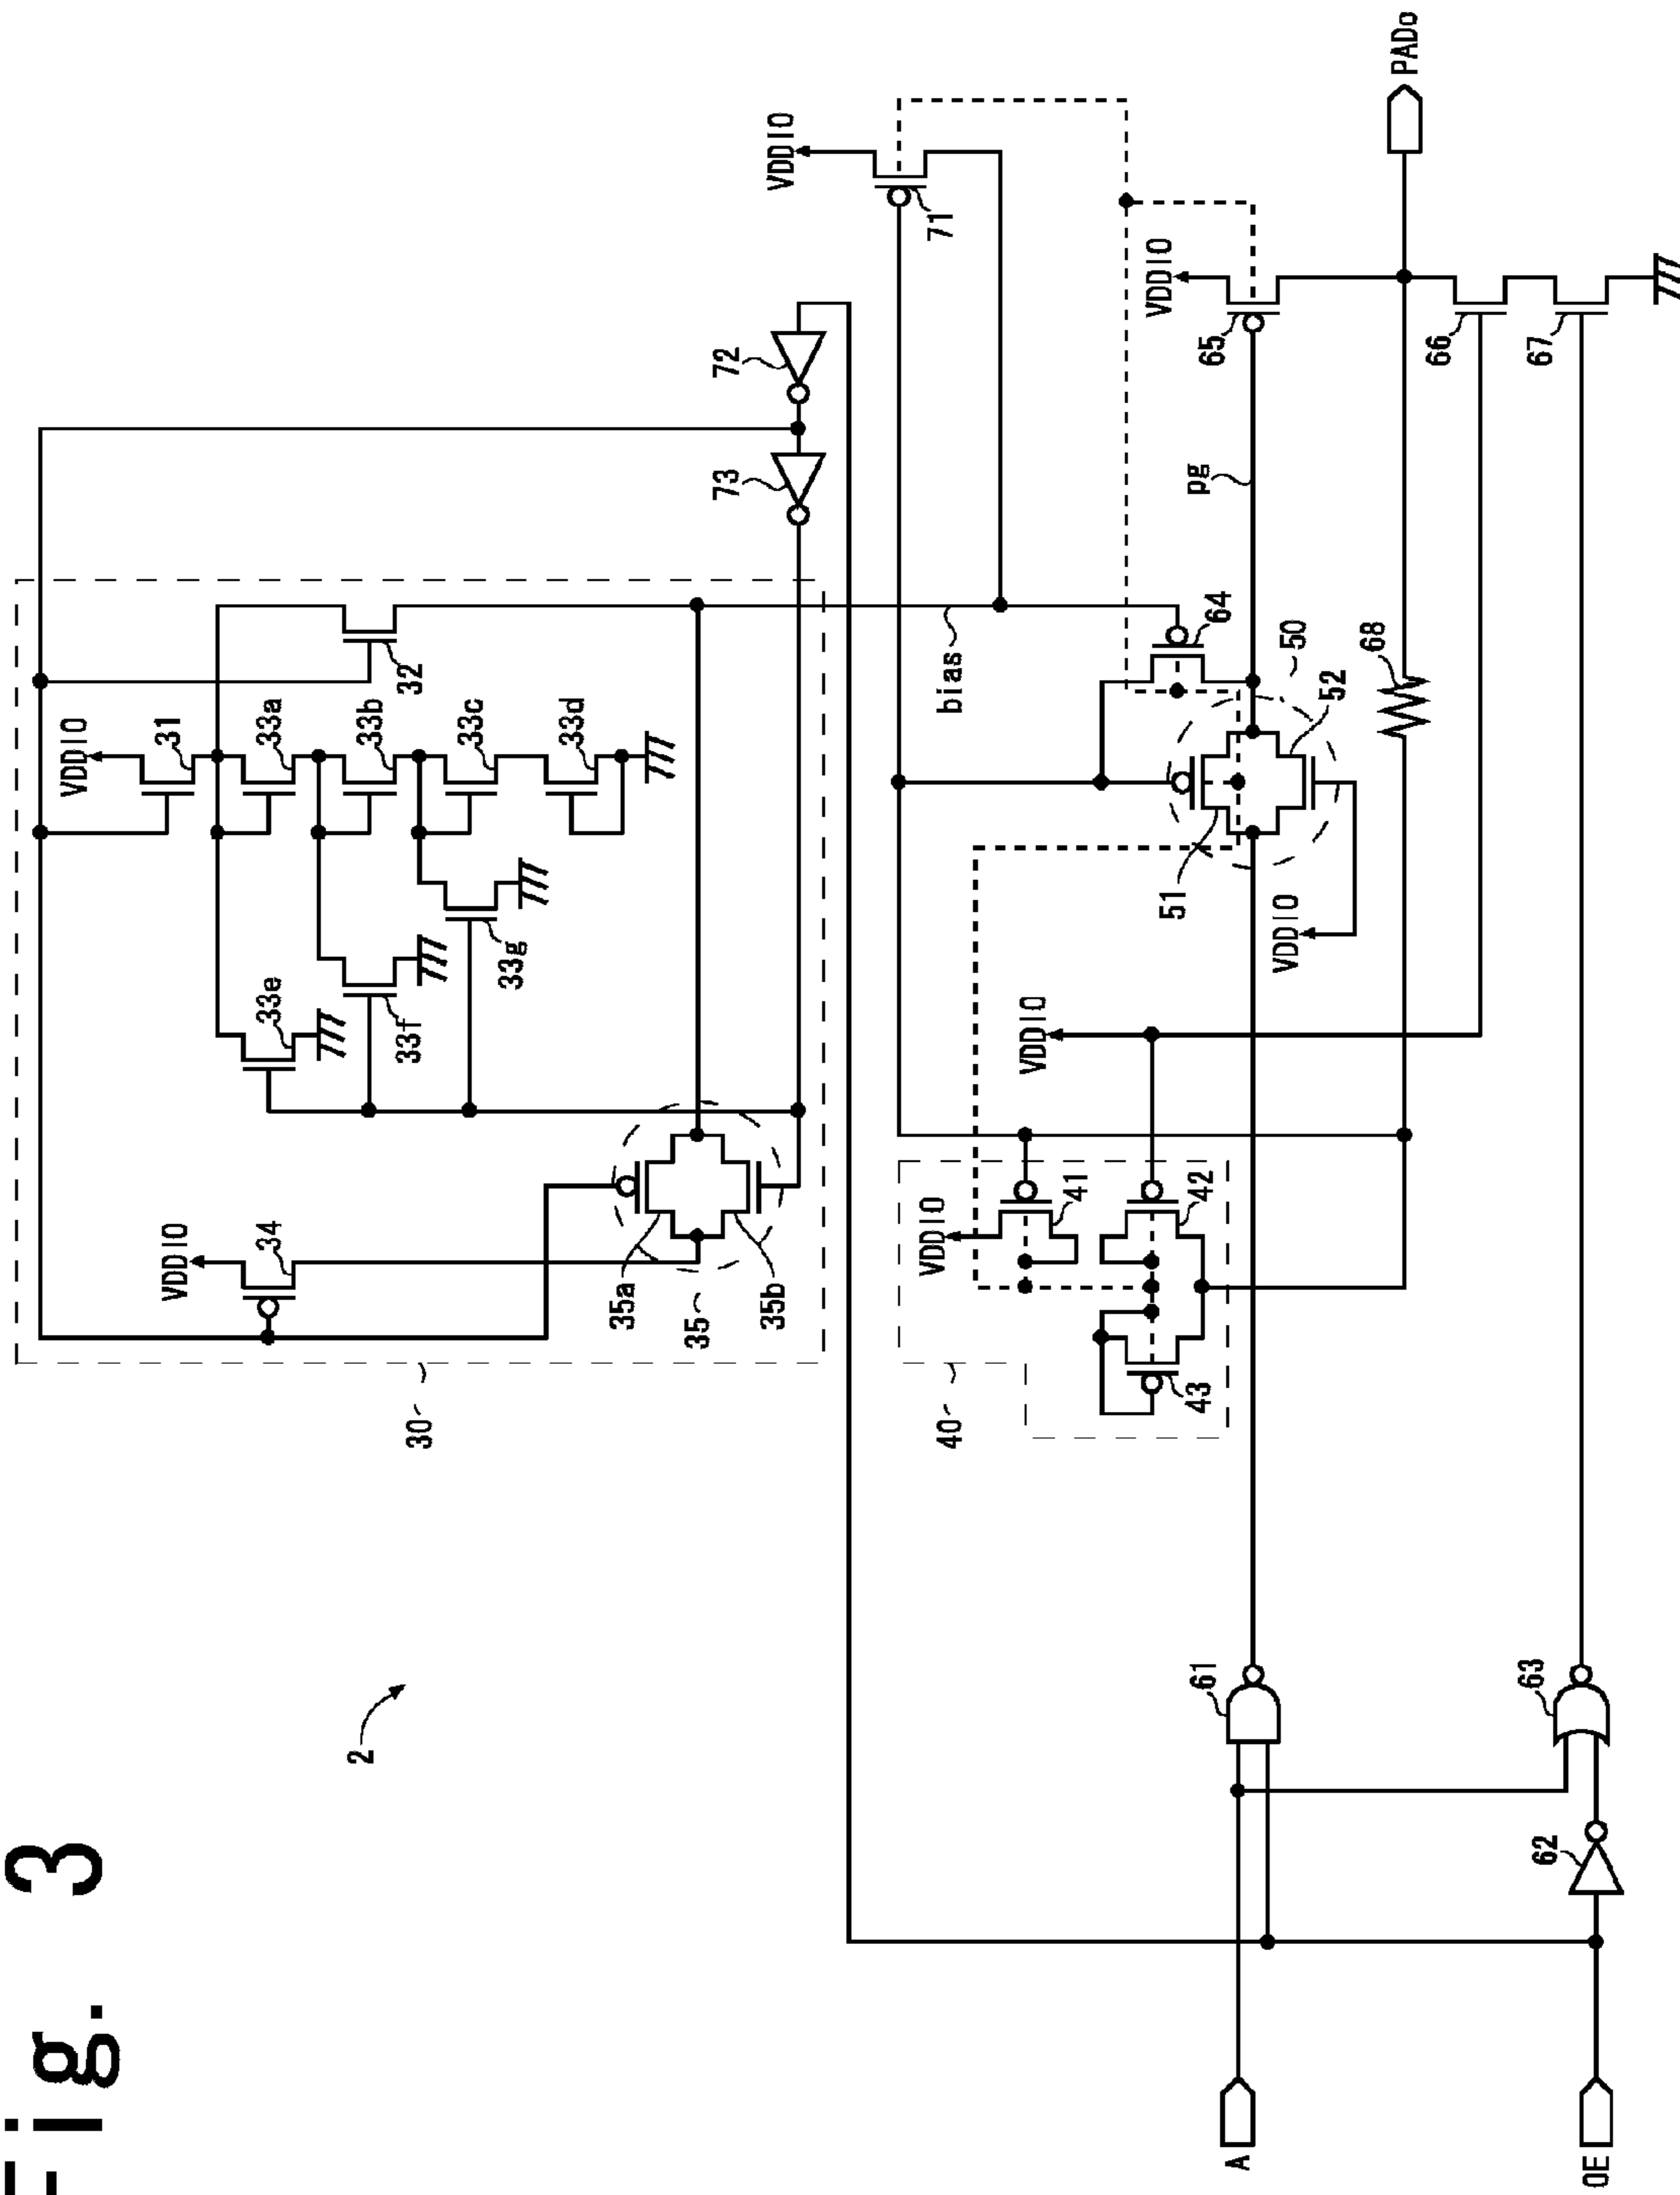 Fig. 3
2
30
VDDIO
34
35a
35
35b
33e
33f
33g
VDDIO
31
33a
33b
33c
33d
32
73
72
VDDIO
71
bias
40
VDDIO
41
42
43
VDDIO
VDDIO
51
50
52
64
pg
VDDIO
65
66
67
68
PADo
A
OE
61
62
63